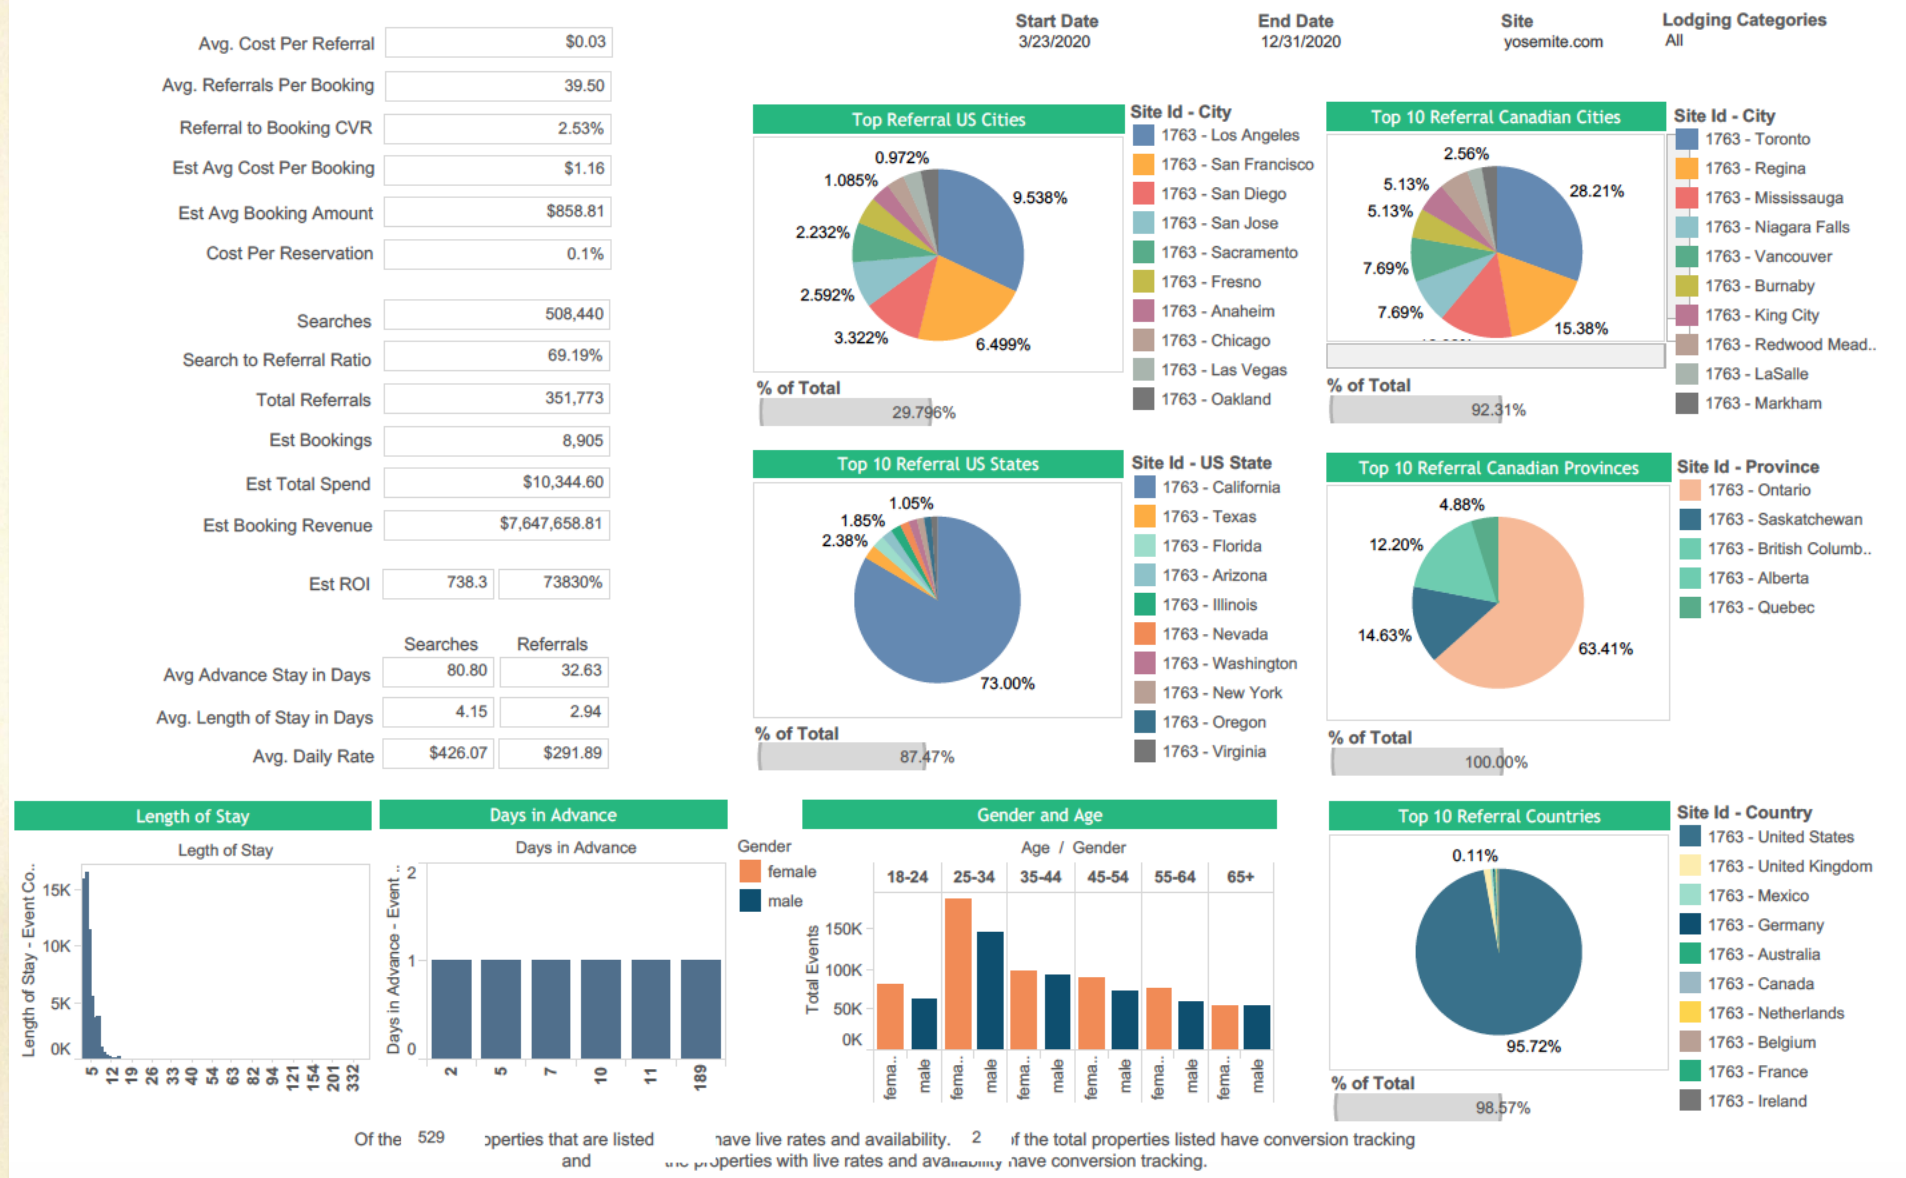 Start Date
3/23/2020
End Date
12/31/2020
Site
yosemite.com
Lodging Categories
All
Avg. Cost Per Referral $0.03
Avg. Referrals Per Booking 39.50
Referral to Booking CVR 2.53%
Est Avg Cost Per Booking $1.16
Est Avg Booking Amount $858.81
Cost Per Reservation 0.1%
Searches 508,440
Search to Referral Ratio 69.19%
Total Referrals 351,773
Est Bookings 8,905
Est Total Spend $10,344.60
Est Booking Revenue $7,647,658.81
Est ROI 738.3 73830%
Searches Referrals
Avg Advance Stay in Days 80.80 32.63
Avg. Length of Stay in Days 4.15 2.94
Avg. Daily Rate $426.07 $291.89
Top Referral US Cities
0.972%
1.085%
9.538%
2.232%
2.592%
3.322%
6.499%
% of Total
29.796%
Site Id - City
1763 - Los Angeles
1763 - San Francisco
1763 - San Diego
1763 - San Jose
1763 - Sacramento
1763 - Fresno
1763 - Anaheim
1763 - Chicago
1763 - Las Vegas
1763 - Oakland
Top 10 Referral Canadian Cities
2.56%
5.13%
28.21%
5.13%
7.69%
7.69%
15.38%
% of Total
92.31%
Site Id - City
1763 - Toronto
1763 - Regina
1763 - Mississauga
1763 - Niagara Falls
1763 - Vancouver
1763 - Burnaby
1763 - King City
1763 - Redwood Mead..
1763 - LaSalle
1763 - Markham
Top 10 Referral US States
1.05%
1.85%
2.38%
73.00%
% of Total
87.47%
Site Id - US State
1763 - California
1763 - Texas
1763 - Florida
1763 - Arizona
1763 - Illinois
1763 - Nevada
1763 - Washington
1763 - New York
1763 - Oregon
1763 - Virginia
Top 10 Referral Canadian Provinces
4.88%
12.20%
14.63%
63.41%
% of Total
100.00%
Site Id - Province
1763 - Ontario
1763 - Saskatchewan
1763 - British Columb..
1763 - Alberta
1763 - Quebec
Length of Stay
Legth of Stay
Length of Stay - Event Co..
15K
10K
5K
0K
5 12 19 26 33 40 54 63 82 94 121 154 201 332
Days in Advance
Days in Advance
Days in Advance - Event ..
2
1
0
2 5 7 10 11 189
Gender
female
male
Gender and Age
Age / Gender
18-24 25-34 35-44 45-54 55-64 65+
Total Events
150K
100K
50K
0K
fema.. male fema.. male fema.. male fema.. male fema.. male fema.. male
Top 10 Referral Countries
0.11%
95.72%
% of Total
98.57%
Site Id - Country
1763 - United States
1763 - United Kingdom
1763 - Mexico
1763 - Germany
1763 - Australia
1763 - Canada
1763 - Netherlands
1763 - Belgium
1763 - France
1763 - Ireland
Of the 529 operties that are listed have live rates and availability. 2 of the total properties listed have conversion tracking
and the properties with live rates and availability have conversion tracking.